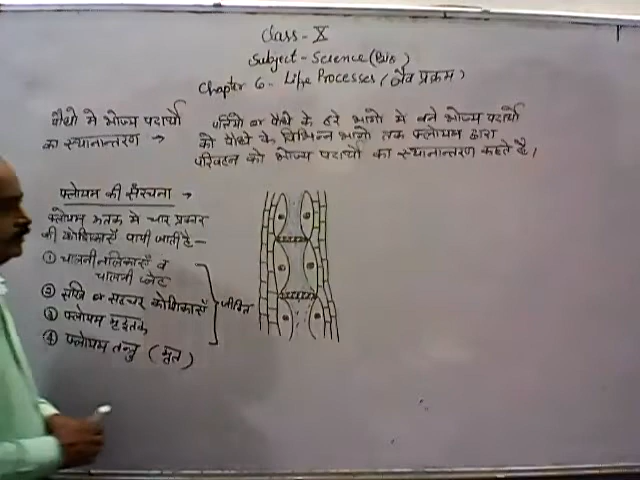 Class - X
Subject - Science (Bio)
Chapter 6 - Life Processes (जैव प्रक्रम)
पौधो मे भोज्य पदार्थो
का स्थानान्तरण →
पत्तियो या पौधे के हरे भागो मे बने भोज्य पदार्थो
को पौधे के विभिन्न भागो तक फ्लोयम द्वारा
परिवहन को भोज्य पदार्थो का स्थानान्तरण कहते है।
फ्लोयम की संरचना →
फ्लोयम ऊतक मे चार प्रकार
की कोशिकाएँ पायी जाती है -
① चालनी नलिकाएँ व
चालनी प्लेट
② सखि या सहचर कोशिकाएँ
③ फ्लोयम मृदूतक
जीवित
④ फ्लोयम तन्तु (मृत)